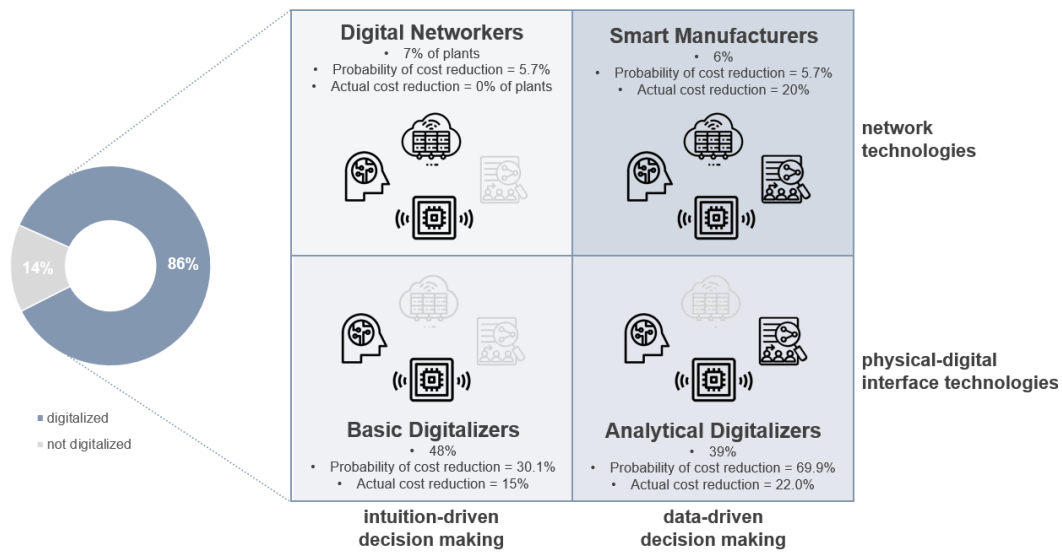 Digital Networkers
• 7% of plants
• Probability of cost reduction = 5.7%
• Actual cost reduction = 0% of plants
Smart Manufacturers
• 6%
• Probability of cost reduction = 5.7%
• Actual cost reduction = 20%
network
technologies
14%
86%
digitalized
not digitalized
physical-digital
interface technologies
Basic Digitalizers
• 48%
• Probability of cost reduction = 30.1%
• Actual cost reduction = 15%
Analytical Digitalizers
• 39%
• Probability of cost reduction = 69.9%
• Actual cost reduction = 22.0%
intuition-driven
decision making
data-driven
decision making